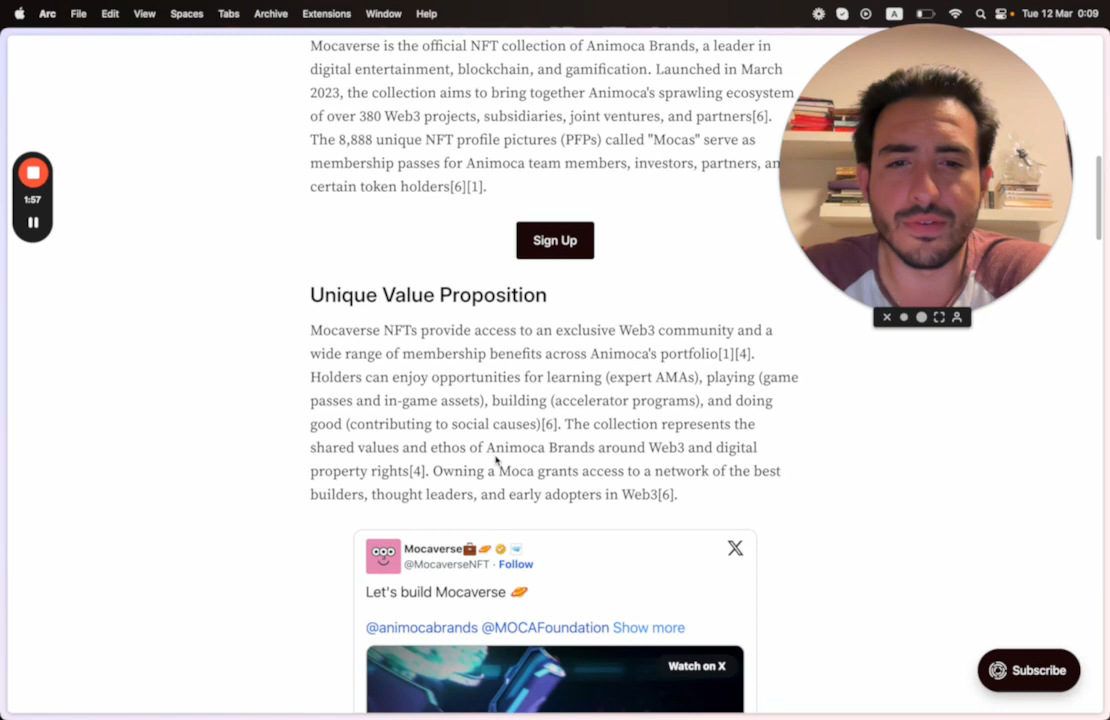 Arc File Edit View Spaces Tabs Archive Extensions Window Help A Tue 12 Mar 0:09
Mocaverse is the official NFT collection of Animoca Brands, a leader in
digital entertainment, blockchain, and gamification. Launched in March
2023, the collection aims to bring together Animoca's sprawling ecosystem
of over 380 Web3 projects, subsidiaries, joint ventures, and partners[6].
The 8,888 unique NFT profile pictures (PFPs) called "Mocas" serve as
membership passes for Animoca team members, investors, partners, an
certain token holders[6][1].
1:57
Sign Up
Unique Value Proposition
Mocaverse NFTs provide access to an exclusive Web3 community and a
wide range of membership benefits across Animoca's portfolio[1][4].
Holders can enjoy opportunities for learning (expert AMAs), playing (game
passes and in-game assets), building (accelerator programs), and doing
good (contributing to social causes)[6]. The collection represents the
shared values and ethos of Animoca Brands around Web3 and digital
property rights[4]. Owning a Moca grants access to a network of the best
builders, thought leaders, and early adopters in Web3[6].
Mocaverse💼🪐🪙🧊
@MocaverseNFT · Follow
Let's build Mocaverse 🪐
@animocabrands @MOCAFoundation Show more
Watch on X
Subscribe